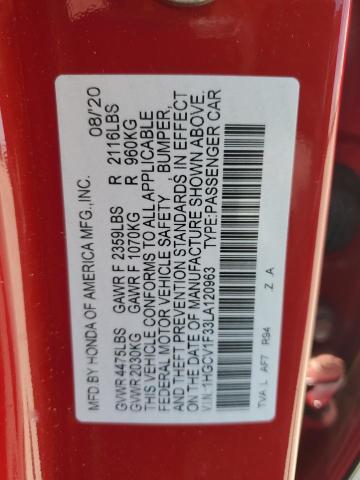 MFD.BY HONDA OF AMERICA MFG.,INC. 08/20
GVWR 4475LBS GAWR F 2359LBS R 2116LBS
GVWR 2030KG GAWR F 1070KG R 960KG
THIS VEHICLE CONFORMS TO ALL APPLICABLE
FEDERAL MOTOR VEHICLE SAFETY, BUMPER,
AND THEFT PREVENTION STANDARDS IN EFFECT
ON THE DATE OF MANUFACTURE SHOWN ABOVE.
V.I.N.:1HGCV1F33LA120963 TYPE:PASSENGER CAR
TVA L AF7 R94 .Z .A